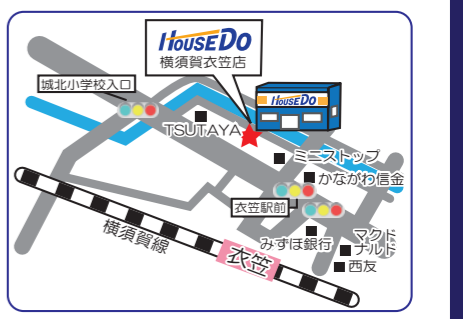 HOUSEDO
横須賀衣笠店
城北小学校入口
HOUSEDO
TSUTAYA
ミニストップ
かながわ信金
衣笠駅前
みずほ銀行
マクド
ナルド
西友
横須賀線
衣笠